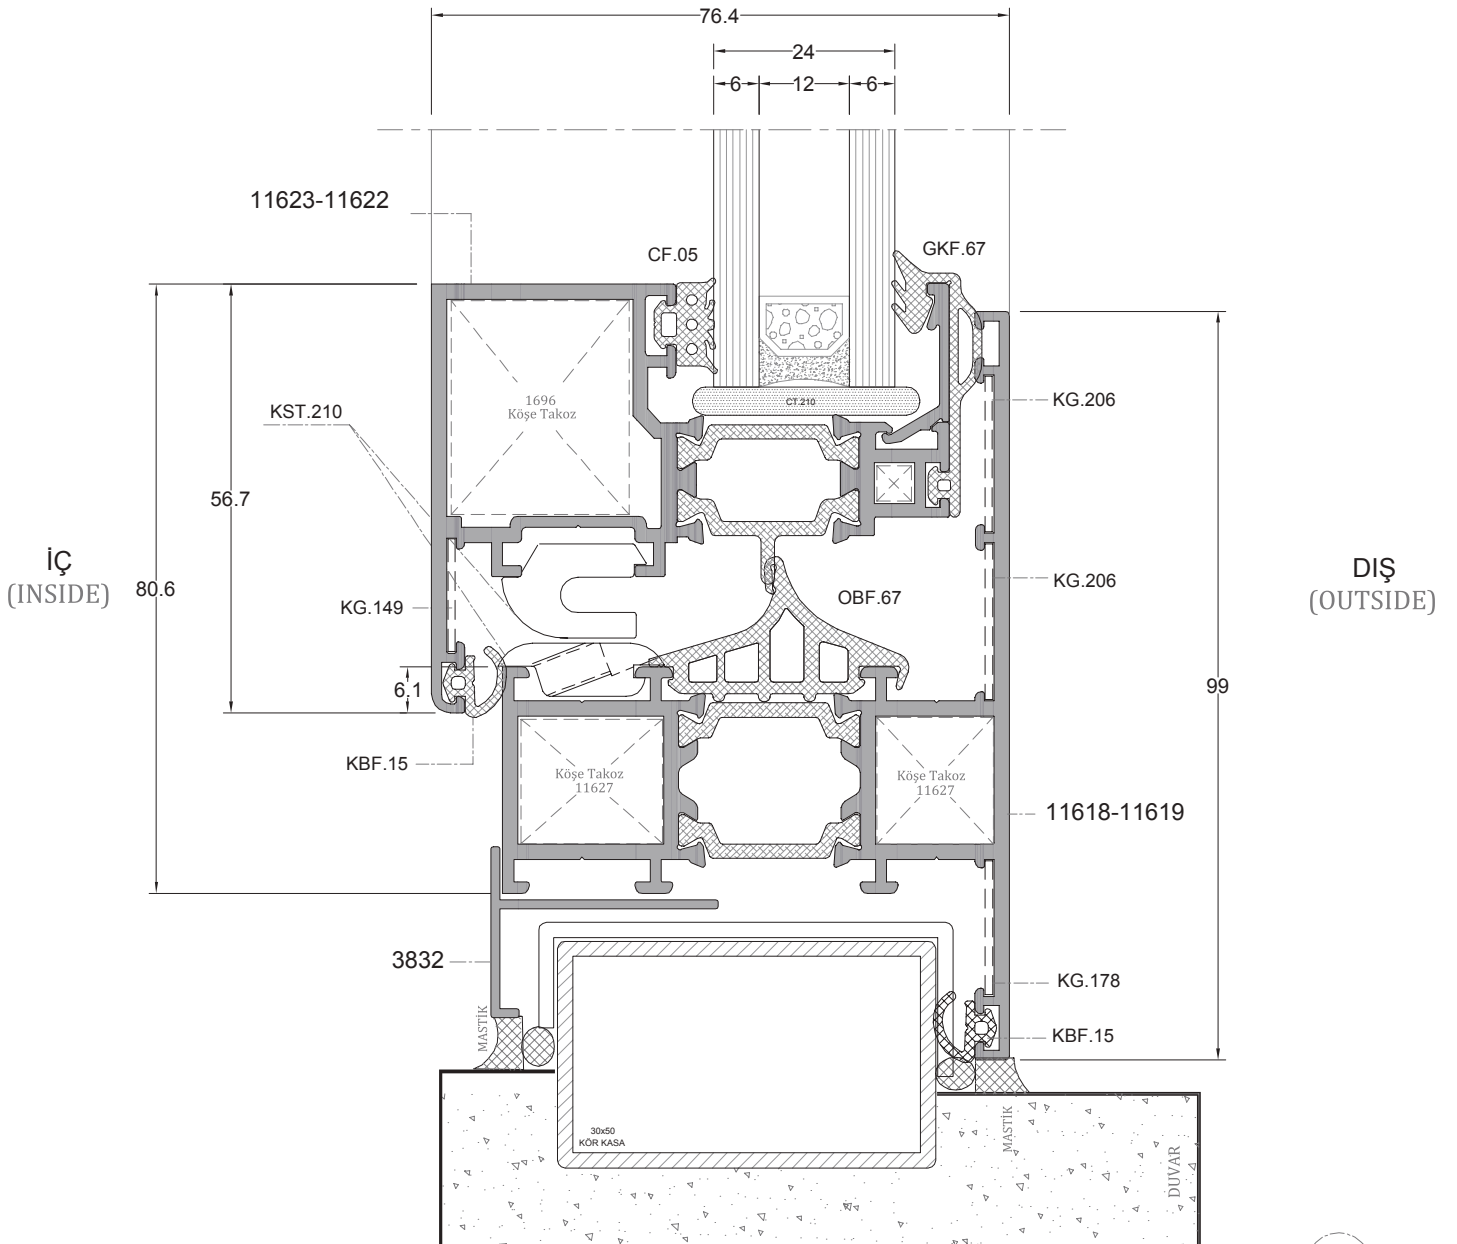 76.4
24
6
12
6
11623-11622
CF.05
GKF.67
1696
Köşe Takoz
CT.210
KG.206
KST.210
56.7
İÇ
(INSIDE)
80.6
KG.149
OBF.67
KG.206
DIŞ
(OUTSIDE)
6.1
99
KBF.15
Köşe Takoz
11627
Köşe Takoz
11627
11618-11619
3832
KG.178
MASTİK
KBF.15
30x50
KÖR KASA
MASTİK
DUVAR